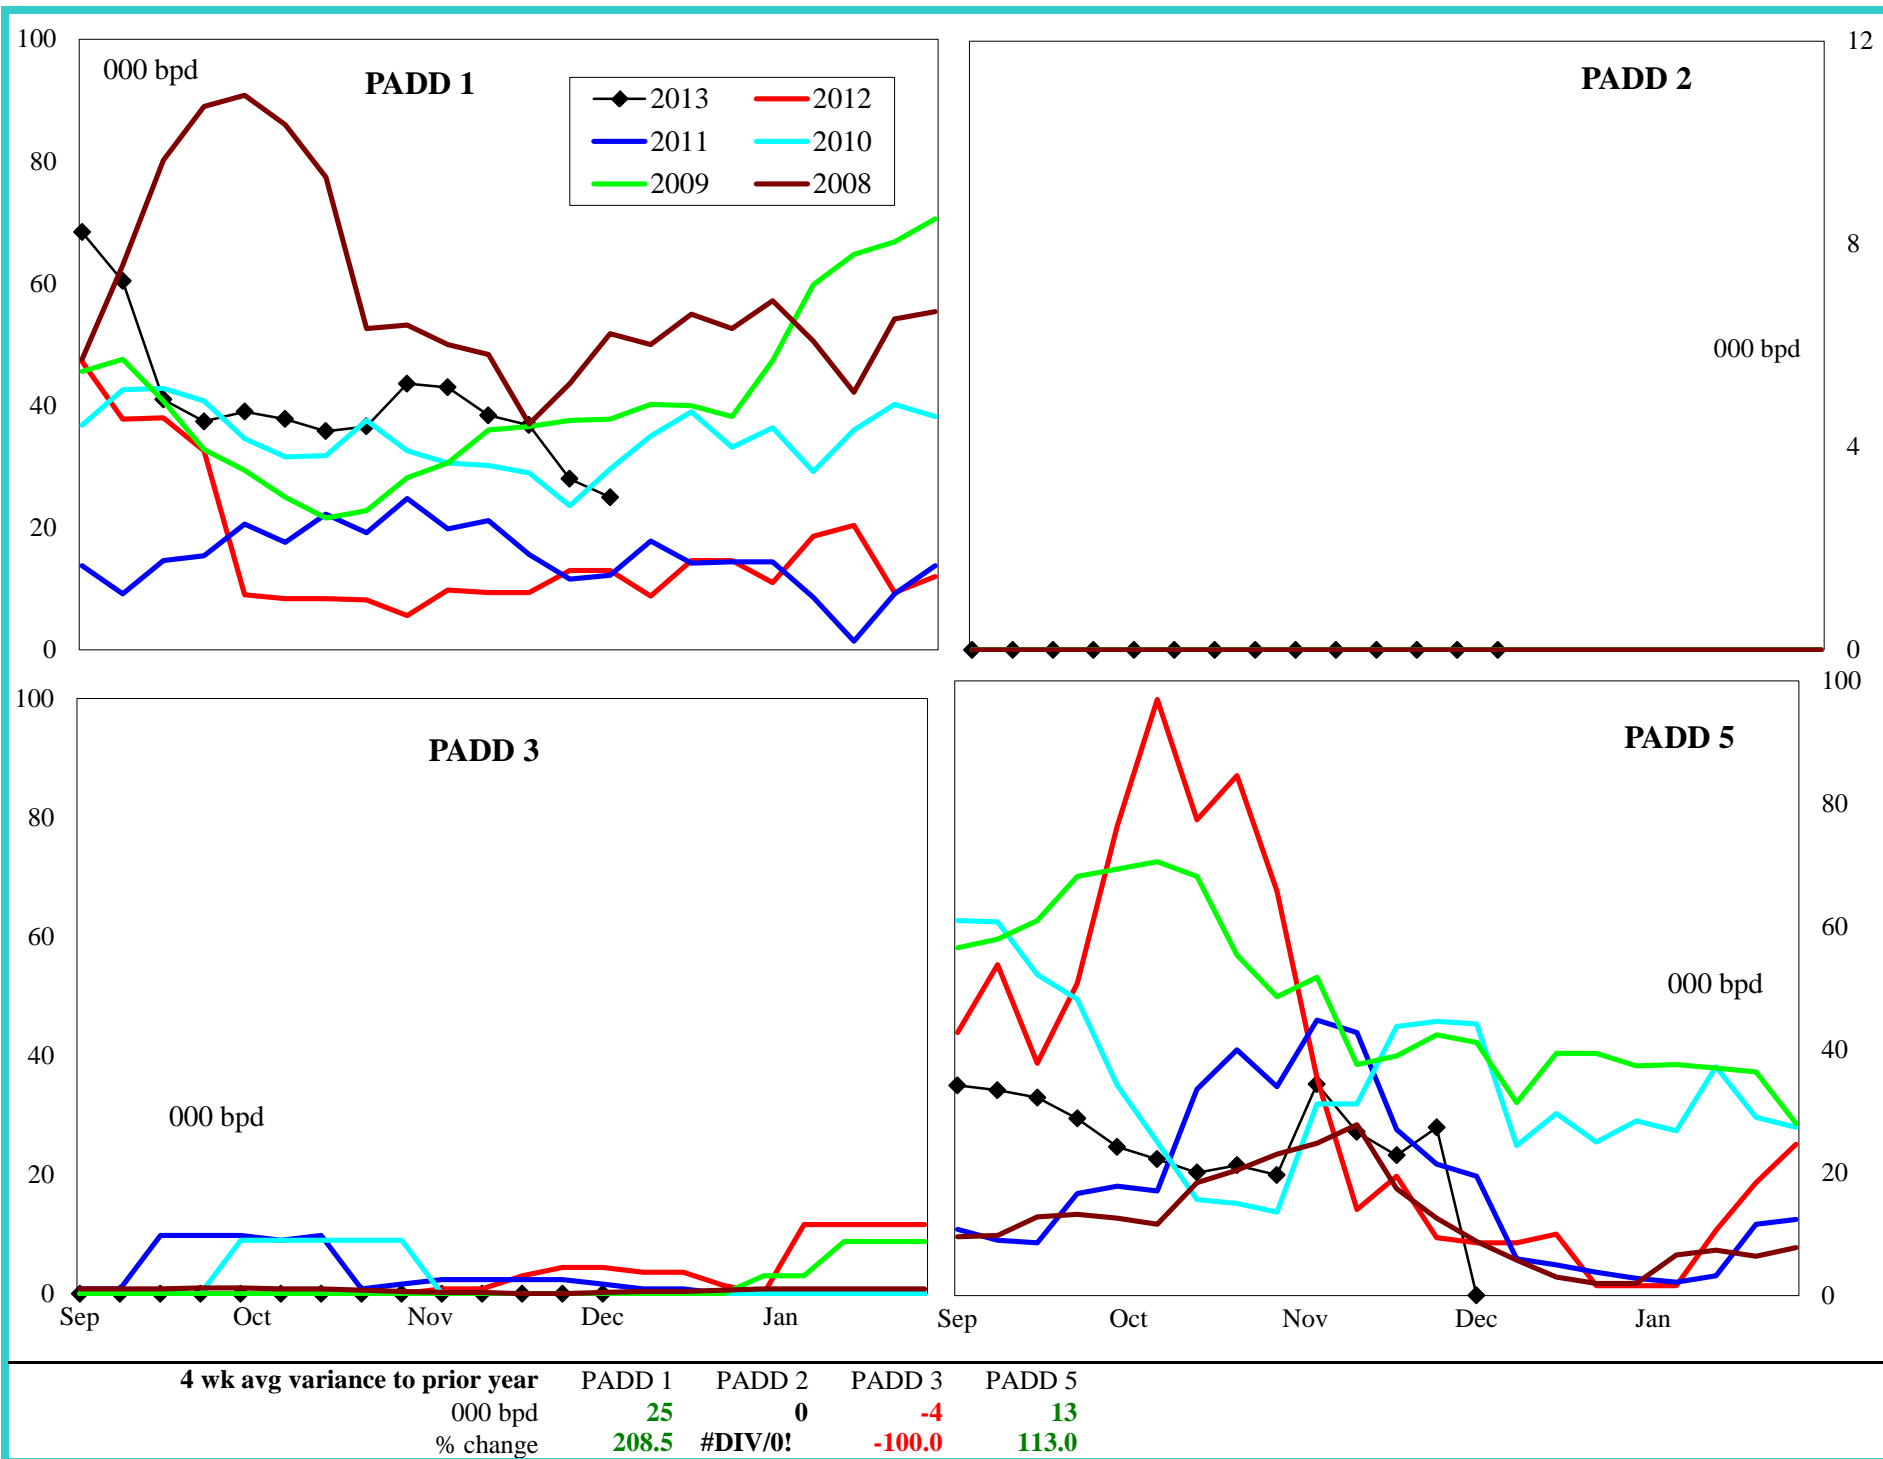 100
80
60
40
20
0
000 bpd
PADD 1
2013
2012
2011
2010
2009
2008
PADD 2
12
8
4
0
000 bpd
100
80
60
40
20
0
PADD 3
000 bpd
Sep Oct Nov Dec Jan
PADD 5
000 bpd
100
80
60
40
20
0
Sep Oct Nov Dec Jan
4 wk avg variance to prior year PADD 1 PADD 2 PADD 3 PADD 5
000 bpd 25 0 -4 13
% change 208.5 #DIV/0! -100.0 113.0